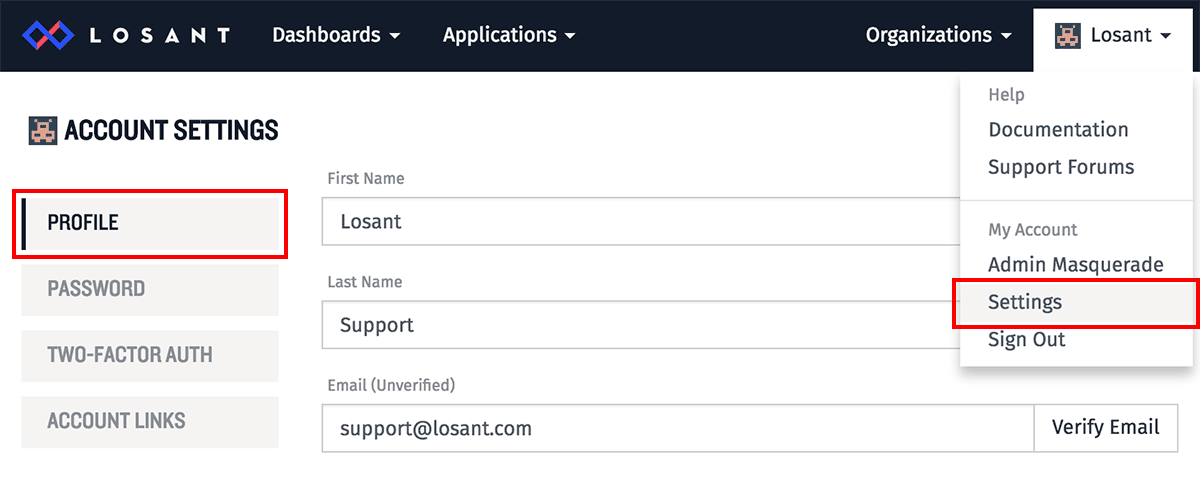 LOSANT Dashboards Applications Organizations Losant
ACCOUNT SETTINGS
PROFILE
PASSWORD
TWO-FACTOR AUTH
ACCOUNT LINKS
First Name
Losant
Last Name
Support
Email (Unverified)
support@losant.com Verify Email
Help
Documentation
Support Forums
My Account
Admin Masquerade
Settings
Sign Out